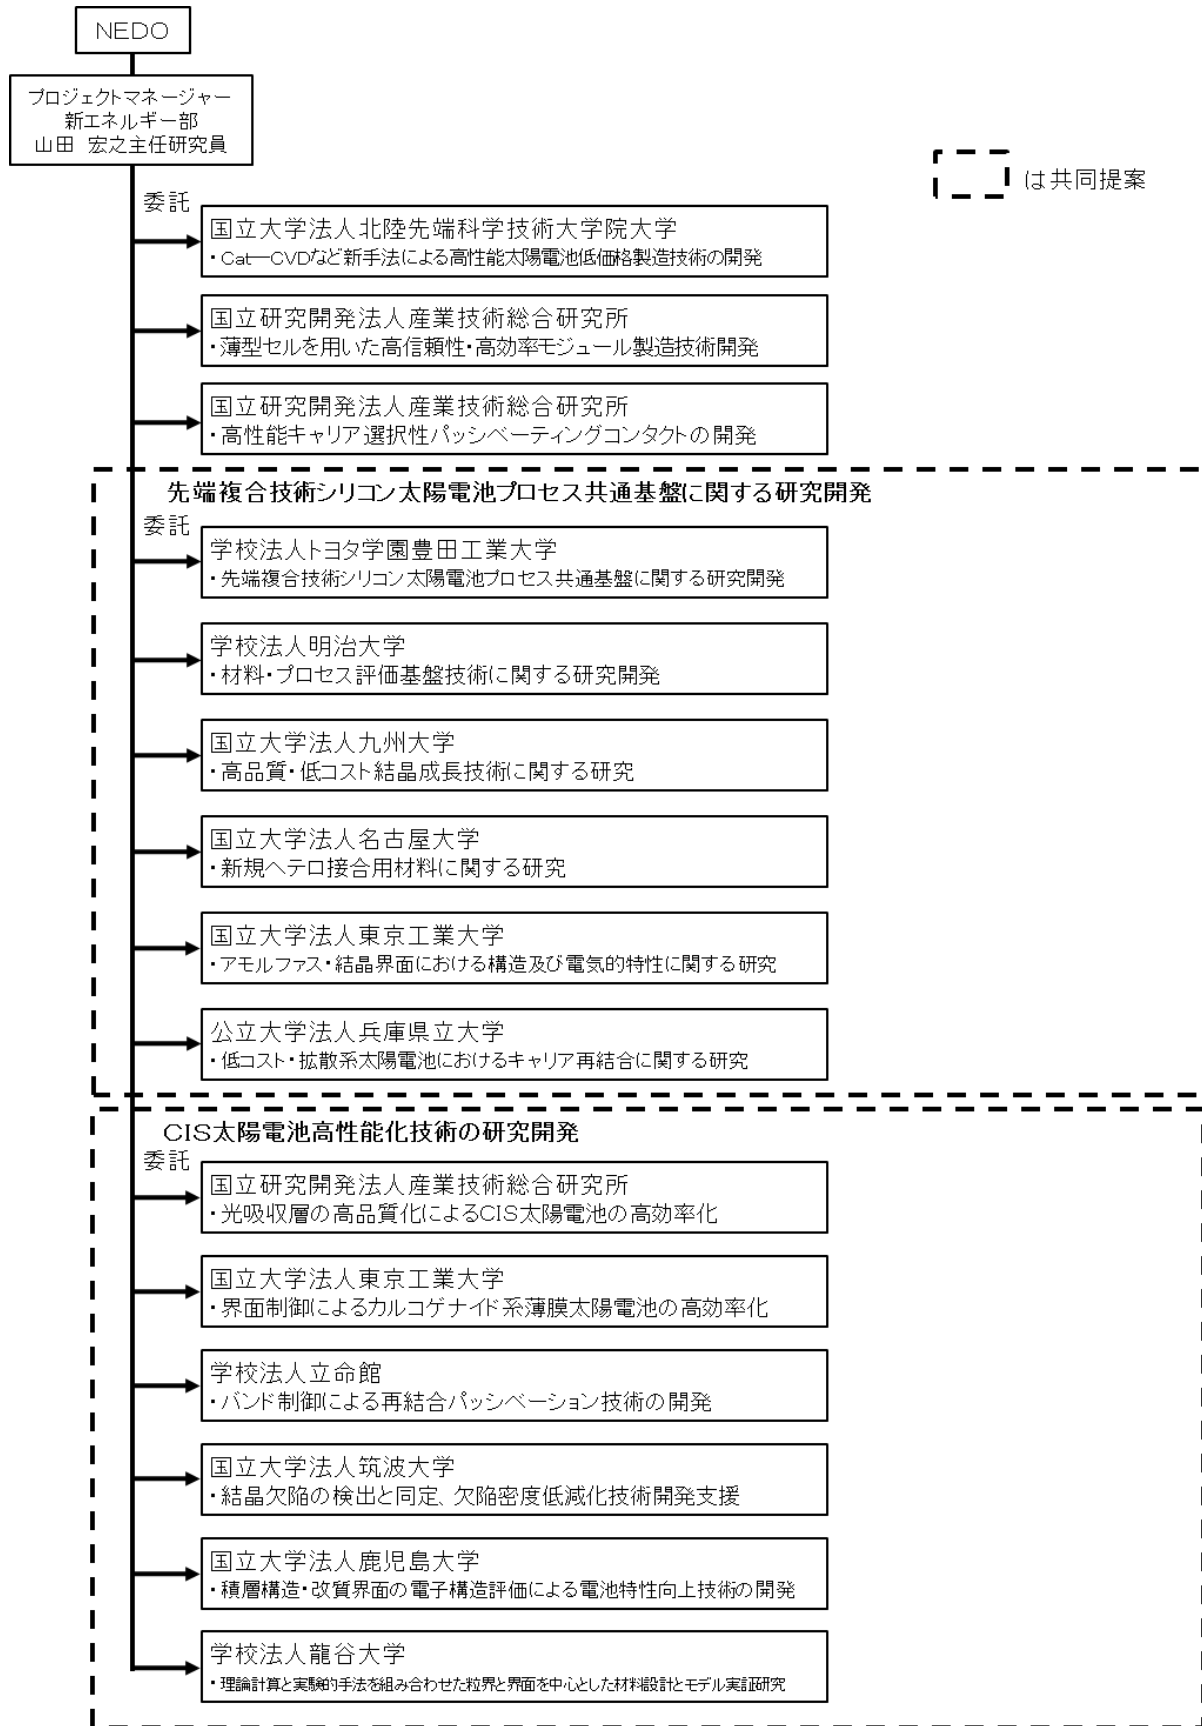 NEDO
プロジェクトマネージャー
新エネルギー部
山田　宏之主任研究員
は共同提案
委託
国立大学法人北陸先端科学技術大学院大学
・Cat―CVDなど新手法による高性能太陽電池低価格製造技術の開発
国立研究開発法人産業技術総合研究所
・薄型セルを用いた高信頼性・高効率モジュール製造技術開発
国立研究開発法人産業技術総合研究所
・高性能キャリア選択性パッシベーティングコンタクトの開発
先端複合技術シリコン太陽電池プロセス共通基盤に関する研究開発
委託
学校法人トヨタ学園豊田工業大学
・先端複合技術シリコン太陽電池プロセス共通基盤に関する研究開発
学校法人明治大学
・材料・プロセス評価基盤技術に関する研究開発
国立大学法人九州大学
・高品質・低コスト結晶成長技術に関する研究
国立大学法人名古屋大学
・新規ヘテロ接合用材料に関する研究
国立大学法人東京工業大学
・アモルファス・結晶界面における構造及び電気的特性に関する研究
公立大学法人兵庫県立大学
・低コスト・拡散系太陽電池におけるキャリア再結合に関する研究
CIS太陽電池高性能化技術の研究開発
委託
国立研究開発法人産業技術総合研究所
・光吸収層の高品質化によるCIS太陽電池の高効率化
国立大学法人東京工業大学
・界面制御によるカルコゲナイド系薄膜太陽電池の高効率化
学校法人立命館
・バンド制御による再結合パッシベーション技術の開発
国立大学法人筑波大学
・結晶欠陥の検出と同定、欠陥密度低減化技術開発支援
国立大学法人鹿児島大学
・積層構造・改質界面の電子構造評価による電池特性向上技術の開発
学校法人龍谷大学
・理論計算と実験的手法を組み合わせた粒界と界面を中心とした材料設計とモデル実証研究